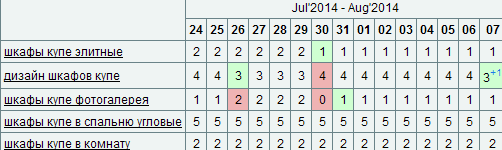 Jul'2014 - Aug'2014
24 25 26 27 28 29 30 31 01 02 03 04 05 06 07
шкафы купе элитные 2 2 2 2 2 2 1 1 1 1 1 1 1 1 1
дизайн шкафов купе 4 4 3 3 3 3 4 4 4 4 4 4 4 4 3+1
шкафы купе фотогалерея 1 1 2 2 2 2 0 1 1 1 1 1 1 1 1
шкафы купе в спальню угловые 5 5 5 5 5 5 5 5 5 5 5 5 5 5 5
шкафы купе в комнату 2 2 2 2 2 2 2 2 2 2 2 2 2 2 2